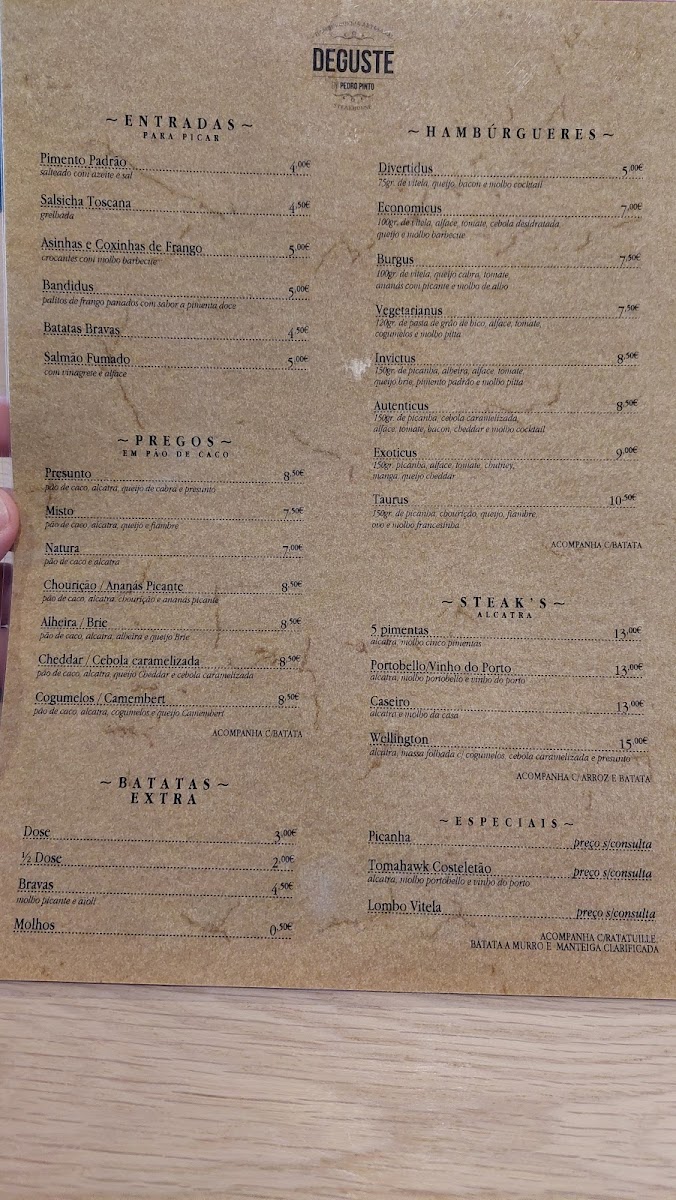 DEGUSTE
BY PEDRO PINTO
~ENTRADAS~
PARA PICAR
Pimento Padrão 4,00€
salteado com azeite e sal
Salsicha Toscana 4,50€
grelhada
Asinhas e Coxinhas de Frango 5,00€
crocantes com molho barbecue
Bandidus 5,00€
palitos de frango panados com sabor a pimenta doce
Batatas Bravas 4,50€
Salmão Fumado 5,00€
com vinagrete e alface
~PREGOS~
EM PÃO DE CACO
Presunto 8,50€
pão de caco, alcatra, queijo de cabra e presunto
Misto 7,50€
pão de caco, alcatra, queijo e fiambre
Natura 7,00€
pão de caco e alcatra
Chourição / Ananás Picante 8,50€
pão de caco, alcatra, chourição e ananás picante
Alheira / Brie 8,50€
pão de caco, alcatra, alheira e queijo Brie
Cheddar / Cebola caramelizada 8,50€
pão de caco, alcatra, queijo Cheddar e cebola caramelizada
Cogumelos / Camembert 8,50€
pão de caco, alcatra, cogumelos e queijo Camembert
ACOMPANHA C/BATATA
~BATATAS~
EXTRA
Dose 3,00€
½ Dose 2,00€
Bravas 4,50€
molho picante e aioli
Molhos 0,50€
~HAMBÚRGUERES~
Divertidus 5,00€
75gr. de vitela, queijo, bacon e molho cocktail
Economicus 7,00€
100gr. de vitela, alface, tomate, cebola desidratada,
queijo e molho barbecue
Burgus 7,50€
100gr. de vitela, queijo cabra, tomate,
ananás com picante e molho de alho
Vegetarianus 7,50€
120gr. de pasta de grão de bico, alface, tomate,
cogumelos e molho pitta
Invictus 8,50€
150gr. de picanha, alheira, alface, tomate,
queijo brie, pimento padrão e molho pitta
Autenticus 8,50€
150gr. de picanha, cebola caramelizada,
alface, tomate, bacon, cheddar e molho cocktail
Exoticus 9,00€
150gr. picanha, alface, tomate, chutney,
manga, queijo cheddar
Taurus 10,50€
150gr. de picanha, chourição, queijo, fiambre,
ovo e molho francesinha
ACOMPANHA C/BATATA
~STEAK'S~
ALCATRA
5 pimentas 13,00€
alcatra, molho cinco pimentas
Portobello/Vinho do Porto 13,00€
alcatra, molho portobello e vinho do porto
Caseiro 13,00€
alcatra e molho da casa
Wellington 15,00€
alcatra, massa folhada c/ cogumelos, cebola caramelizada e presunto
ACOMPANHA C/ARROZ E BATATA
~ESPECIAIS~
Picanha preço s/consulta
Tomahawk Costeletão preço s/consulta
alcatra, molho portobello e vinho do porto
Lombo Vitela preço s/consulta
ACOMPANHA C/RATATUILLE,
BATATA A MURRO E MANTEIGA CLARIFICADA